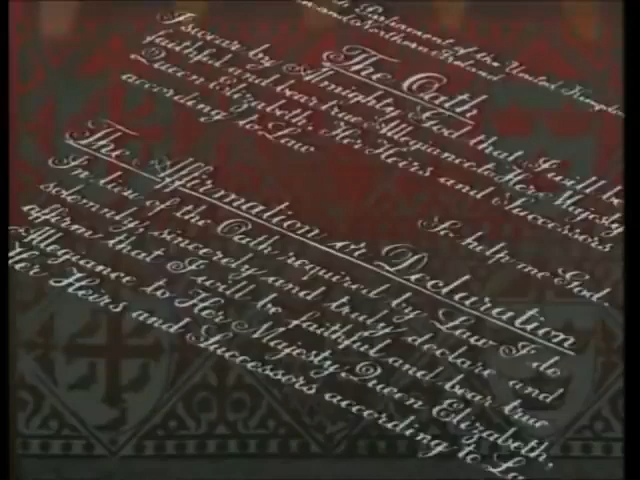 Parliament of the United Kingdom
and Northern Ireland
The Oath
I swear by Almighty God that I will be
faithful and bear true Allegiance to Her Majesty
Queen Elizabeth Her Heirs and Successors
according to Law
So help me God.
The Affirmation or Declaration
In lieu of the Oath required by Law I do
solemnly sincerely and truly declare and
affirm that I will be faithful and bear true
Allegiance to Her Majesty Queen Elizabeth,
Her Heirs and Successors according to